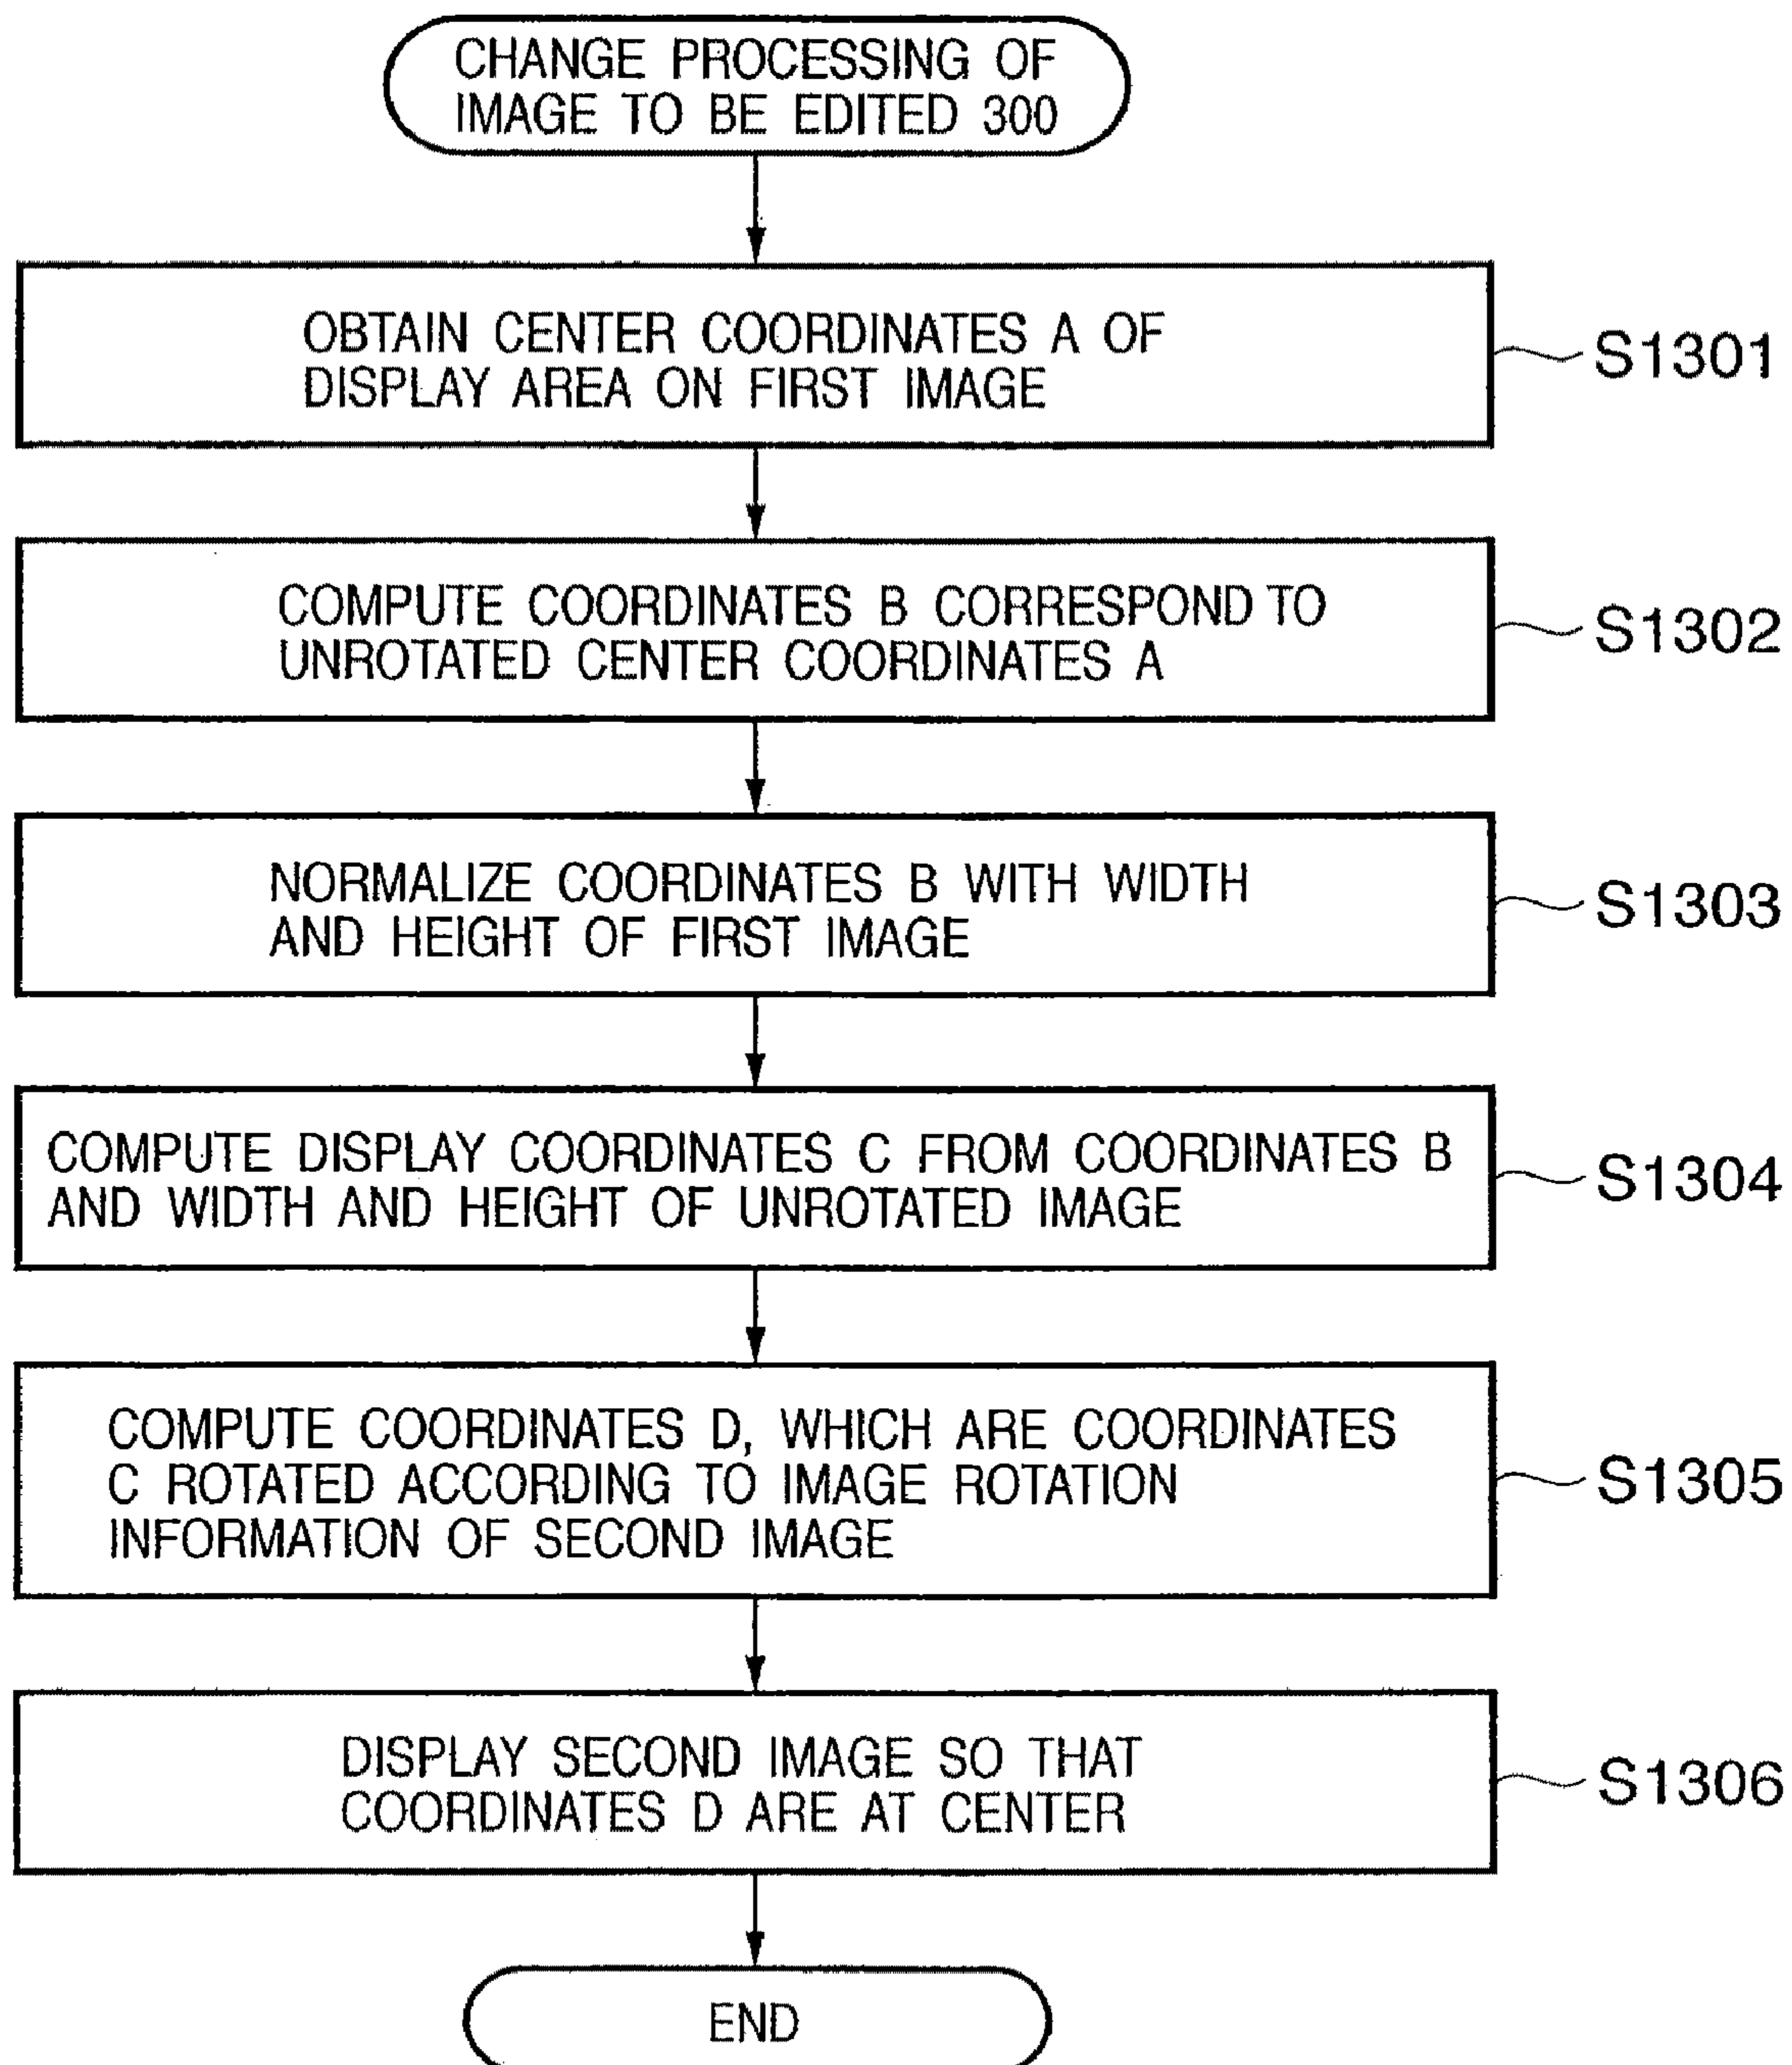 CHANGE PROCESSING OF
IMAGE TO BE EDITED 300
OBTAIN CENTER COORDINATES A OF
DISPLAY AREA ON FIRST IMAGE
S1301
COMPUTE COORDINATES B CORRESPOND TO
UNROTATED CENTER COORDINATES A
S1302
NORMALIZE COORDINATES B WITH WIDTH
AND HEIGHT OF FIRST IMAGE
S1303
COMPUTE DISPLAY COORDINATES C FROM COORDINATES B
AND WIDTH AND HEIGHT OF UNROTATED IMAGE
S1304
COMPUTE COORDINATES D, WHICH ARE COORDINATES
C ROTATED ACCORDING TO IMAGE ROTATION
INFORMATION OF SECOND IMAGE
S1305
DISPLAY SECOND IMAGE SO THAT
COORDINATES D ARE AT CENTER
S1306
END